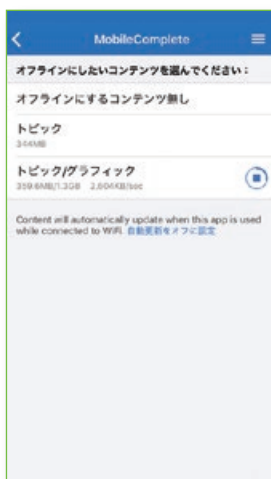 MobileComplete
オフラインにしたいコンテンツを選んでください：
オフラインにするコンテンツ無し
トピック
344MB
トピック/グラフィック
359.6MB/1.3GB 2,604KB/sec
Content will automatically update when this app is used
while connected to WiFi. 自動更新をオフに設定